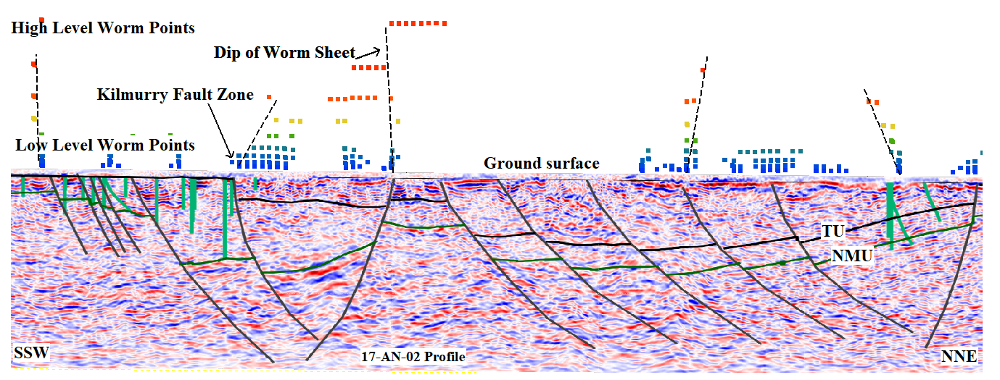 High Level Worm Points
Dip of Worm Sheet
Kilmurry Fault Zone
Low Level Worm Points
Ground surface
TU
NMU
SSW
17-AN-02 Profile
NNE